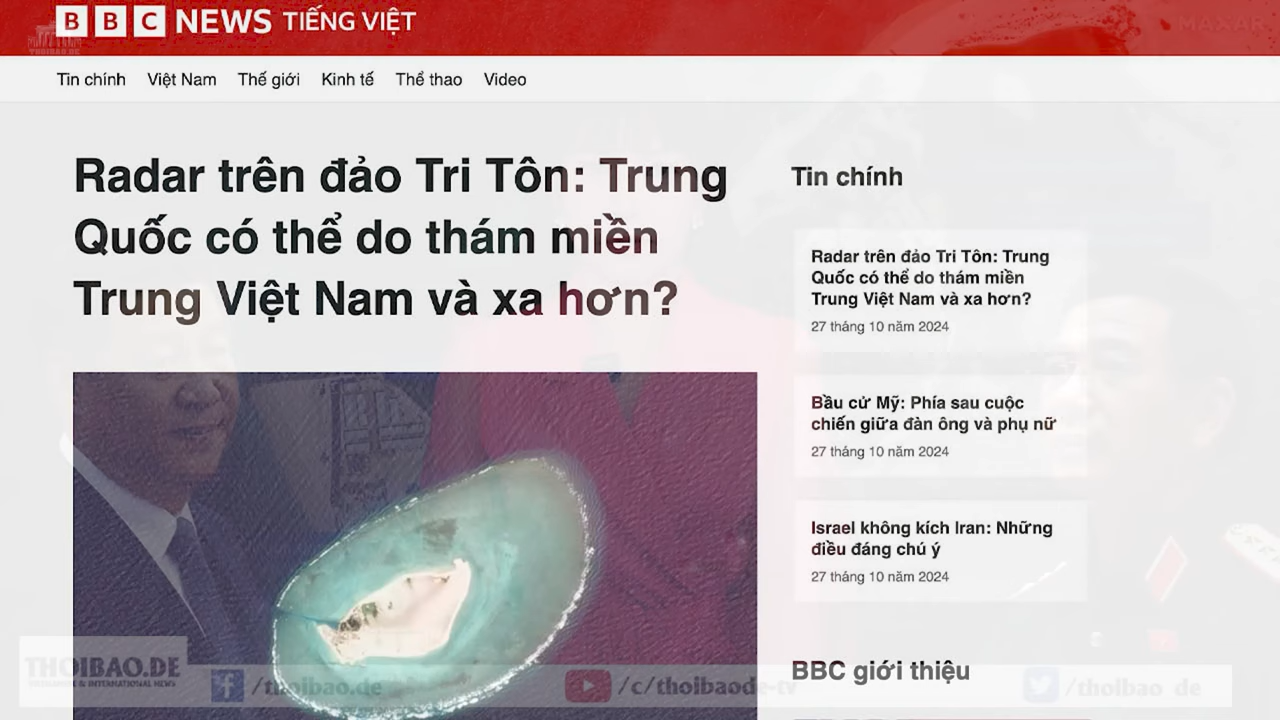 BBC NEWS TIẾNG VIỆT
MAXAR
THOIBAO.DE
Tin chính Việt Nam Thế giới Kinh tế Thể thao Video
Radar trên đảo Tri Tôn: Trung
Quốc có thể do thám miền
Trung Việt Nam và xa hơn?
Tin chính
Radar trên đảo Tri Tôn: Trung
Quốc có thể do thám miền
Trung Việt Nam và xa hơn?
27 tháng 10 năm 2024
Bầu cử Mỹ: Phía sau cuộc
chiến giữa đàn ông và phụ nữ
27 tháng 10 năm 2024
Israel không kích Iran: Những
điều đáng chú ý
27 tháng 10 năm 2024
BBC giới thiệu
THOIBAO.DE
/thoibao.de /c/thoibaode-tv /thoibao_de